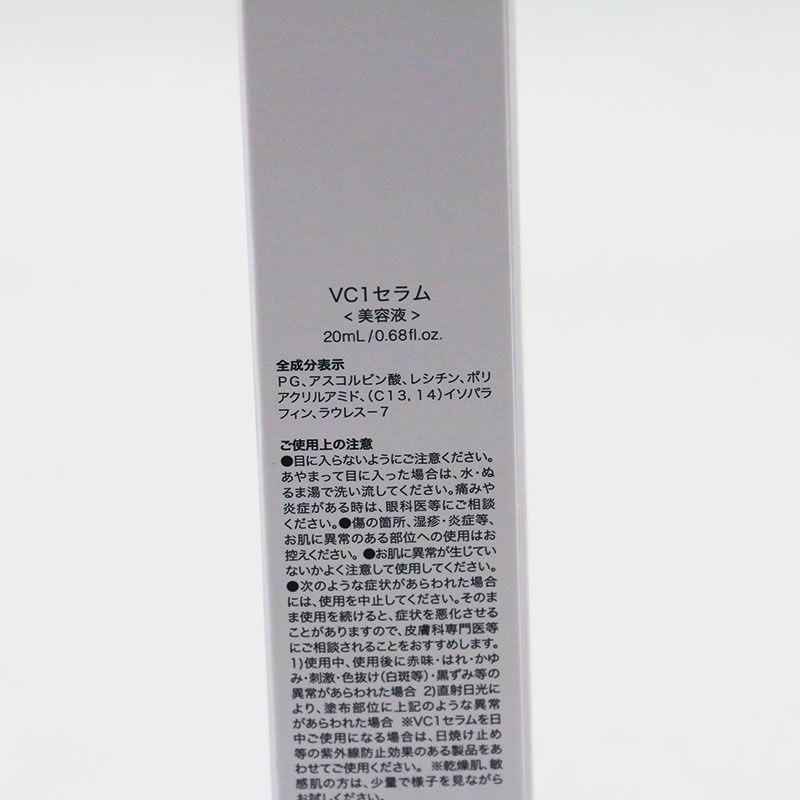 VC1セラム
< 美容液 >
20mL/0.68fl.oz.
全成分表示
PG、アスコルビン酸、レシチン、ポリ
アクリルアミド、(C13,14)イソパラ
フィン、ラウレス－7
ご使用上の注意
●目に入らないようにご注意ください。
あやまって目に入った場合は、水・ぬ
るま湯で洗い流してください。痛みや
炎症がある時は、眼科医等にご相談
ください。●傷の箇所、湿疹・炎症等、
お肌に異常のある部位への使用はお
控えください。●お肌に異常が生じてい
ないかよく注意して使用してください。
●次のような症状があらわれた場合
には、使用を中止してください。そのま
ま使用を続けると、症状を悪化させる
ことがありますので、皮膚科専門医等
にご相談されることをおすすめします。
1)使用中、使用後に赤味・はれ・かゆ
み・刺激・色抜け(白斑等)・黒ずみ等の
異常があらわれた場合 2)直射日光に
より、塗布部位に上記のような異常
があらわれた場合 ※VC1セラムを日
中ご使用になる場合は、日焼け止め
等の紫外線防止効果のある製品をあ
わせてご使用ください。※乾燥肌、敏
感肌の方は、少量で様子を見ながら
お試しください。